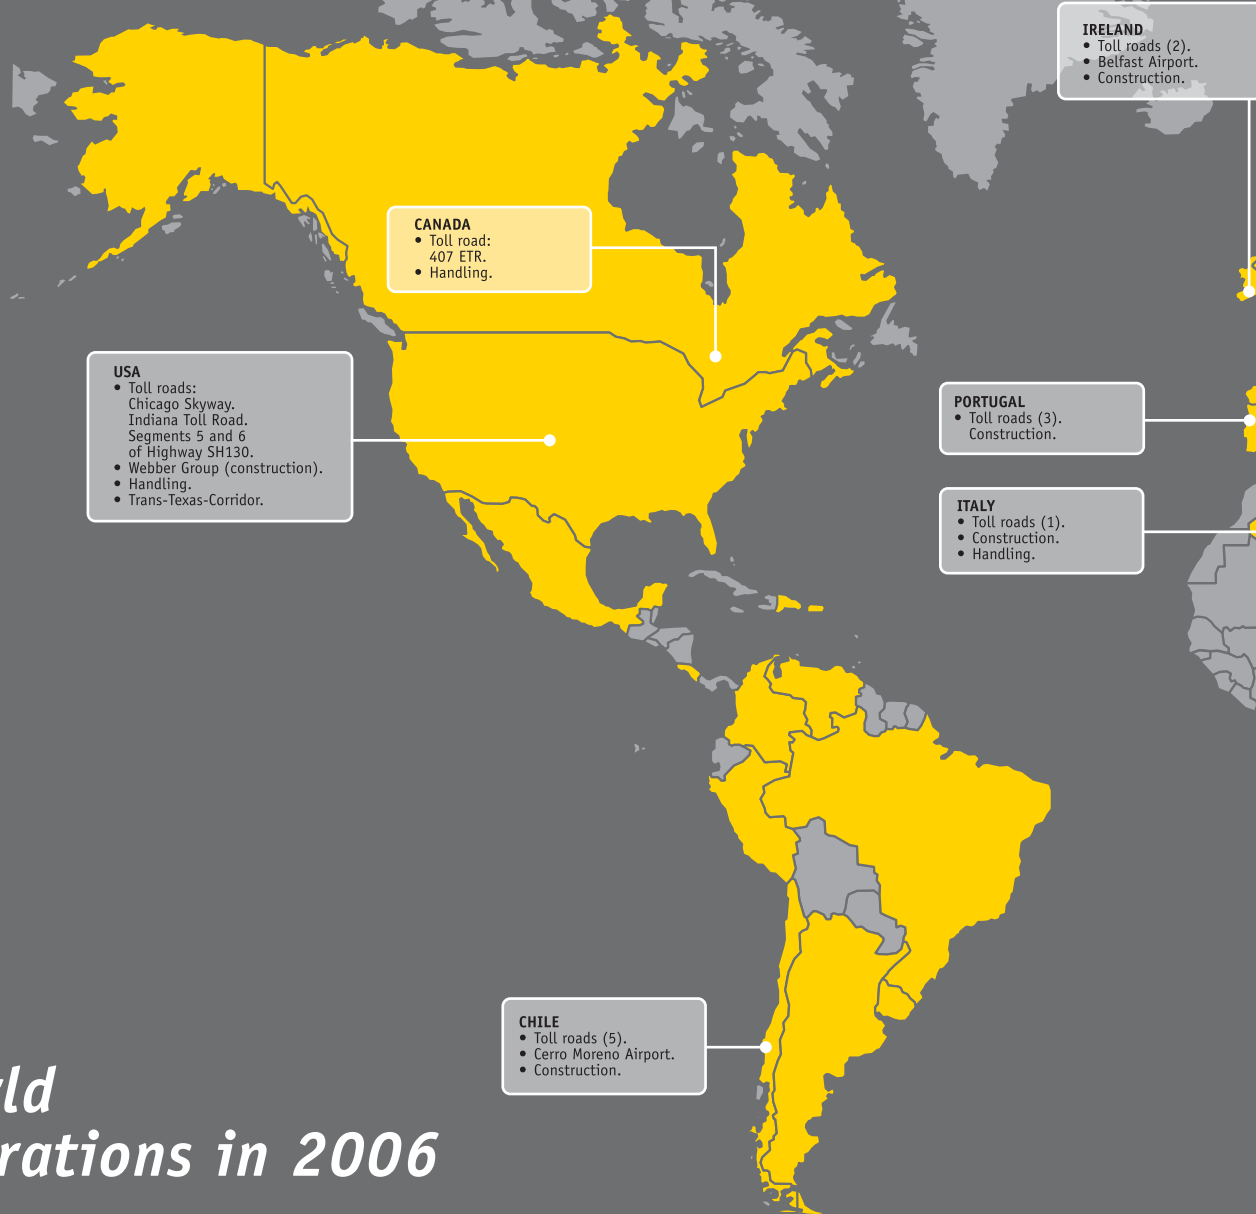 IRELAND
• Toll roads (2).
• Belfast Airport.
• Construction.
CANADA
• Toll road:
407 ETR.
• Handling.
USA
• Toll roads:
Chicago Skyway.
Indiana Toll Road.
Segments 5 and 6
of Highway SH130.
• Webber Group (construction).
• Handling.
• Trans-Texas-Corridor.
PORTUGAL
• Toll roads (3).
Construction.
ITALY
• Toll roads (1).
• Construction.
• Handling.
CHILE
• Toll roads (5).
• Cerro Moreno Airport.
• Construction.
ld
rations in 2006